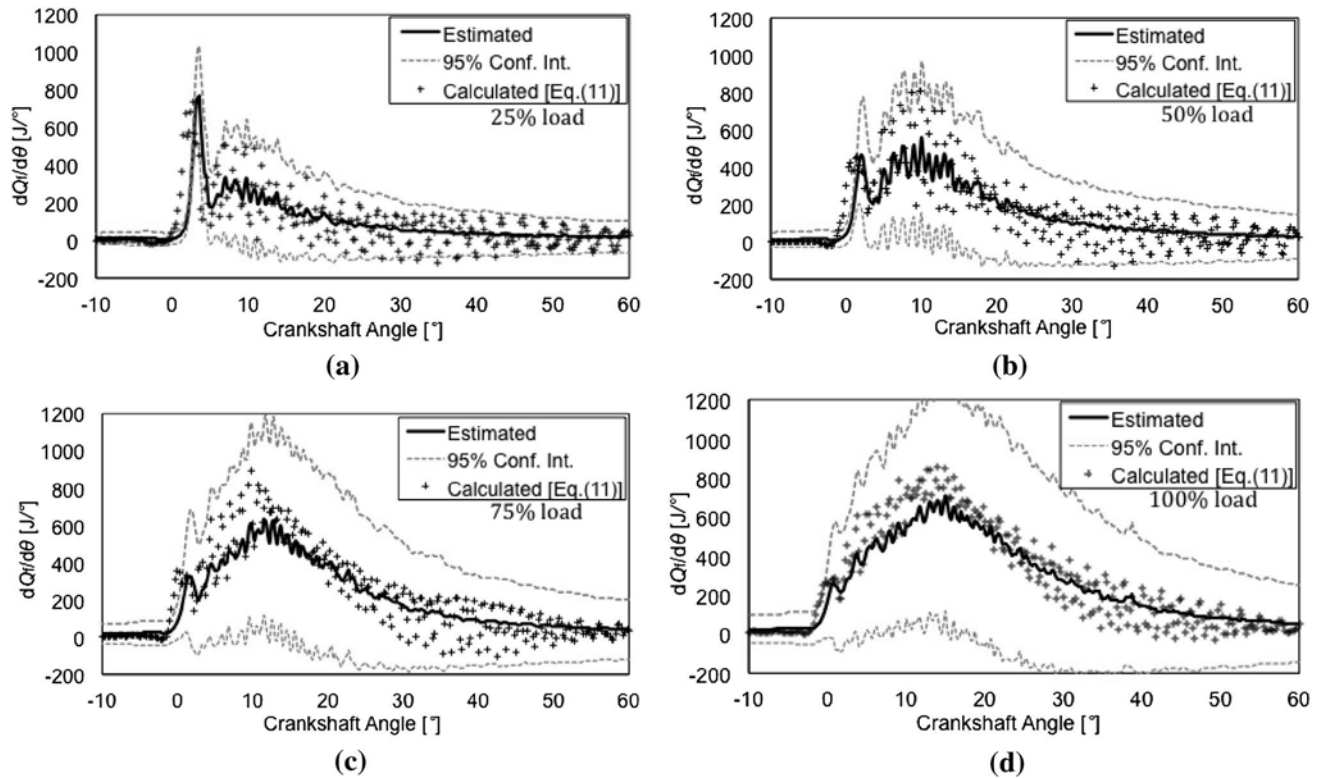 1200
1000
800
600
400
200
0
-200
dQf/dθ [J/°]
Estimated
95% Conf. Int.
Calculated [Eq.(11)]
25% load
-10 0 10 20 30 40 50 60
Crankshaft Angle [°]
(a)
1200
1000
800
600
400
200
0
-200
dQf/dθ [J/°]
Estimated
95% Conf. Int.
Calculated [Eq.(11)]
50% load
-10 0 10 20 30 40 50 60
Crankshaft Angle [°]
(b)
1200
1000
800
600
400
200
0
-200
dQf/dθ [J/°]
Estimated
95% Conf. Int.
Calculated [Eq.(11)]
75% load
-10 0 10 20 30 40 50 60
Crankshaft Angle [°]
(c)
1200
1000
800
600
400
200
0
-200
dQf/dθ [J/°]
Estimated
95% Conf. Int.
Calculated [Eq.(11)]
100% load
-10 0 10 20 30 40 50 60
Crankshaft Angle [°]
(d)